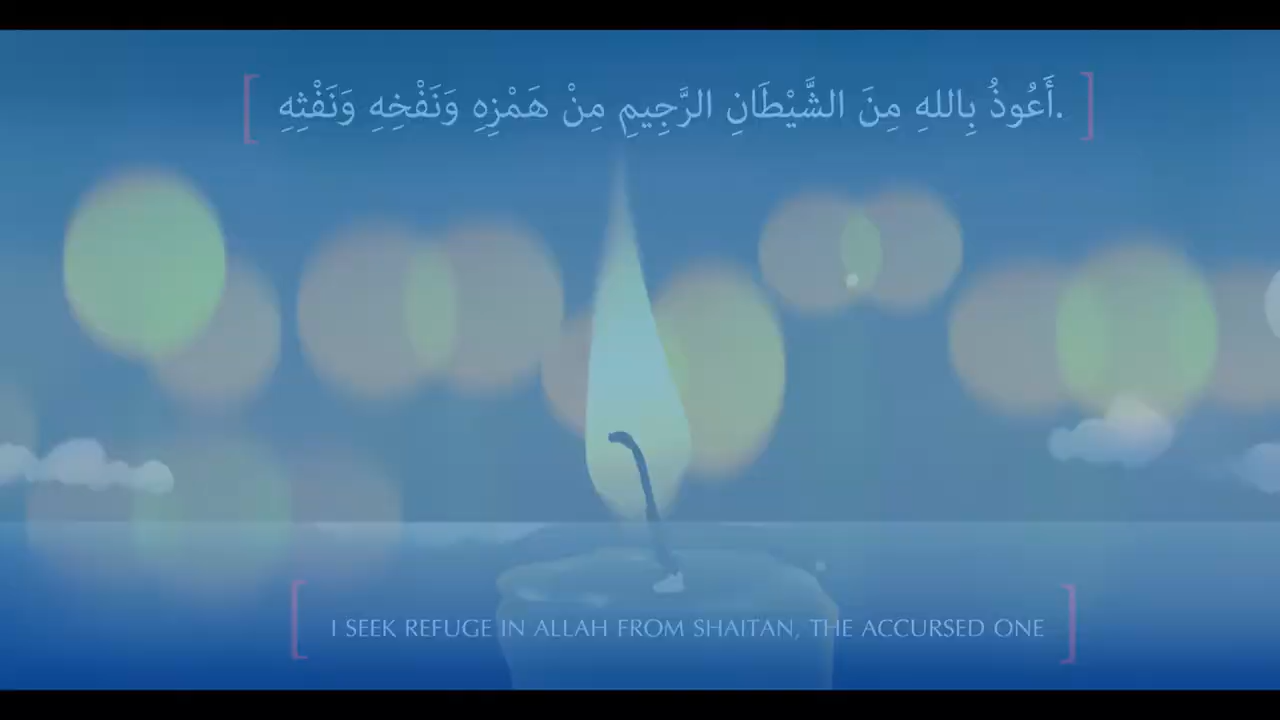 أَعُوذُ بِاللهِ مِنَ الشَّيْطَانِ الرَّجِيمِ مِنْ هَمْزِهِ وَنَفْخِهِ وَنَفْثِهِ.
I SEEK REFUGE IN ALLAH FROM SHAITAN, THE ACCURSED ONE